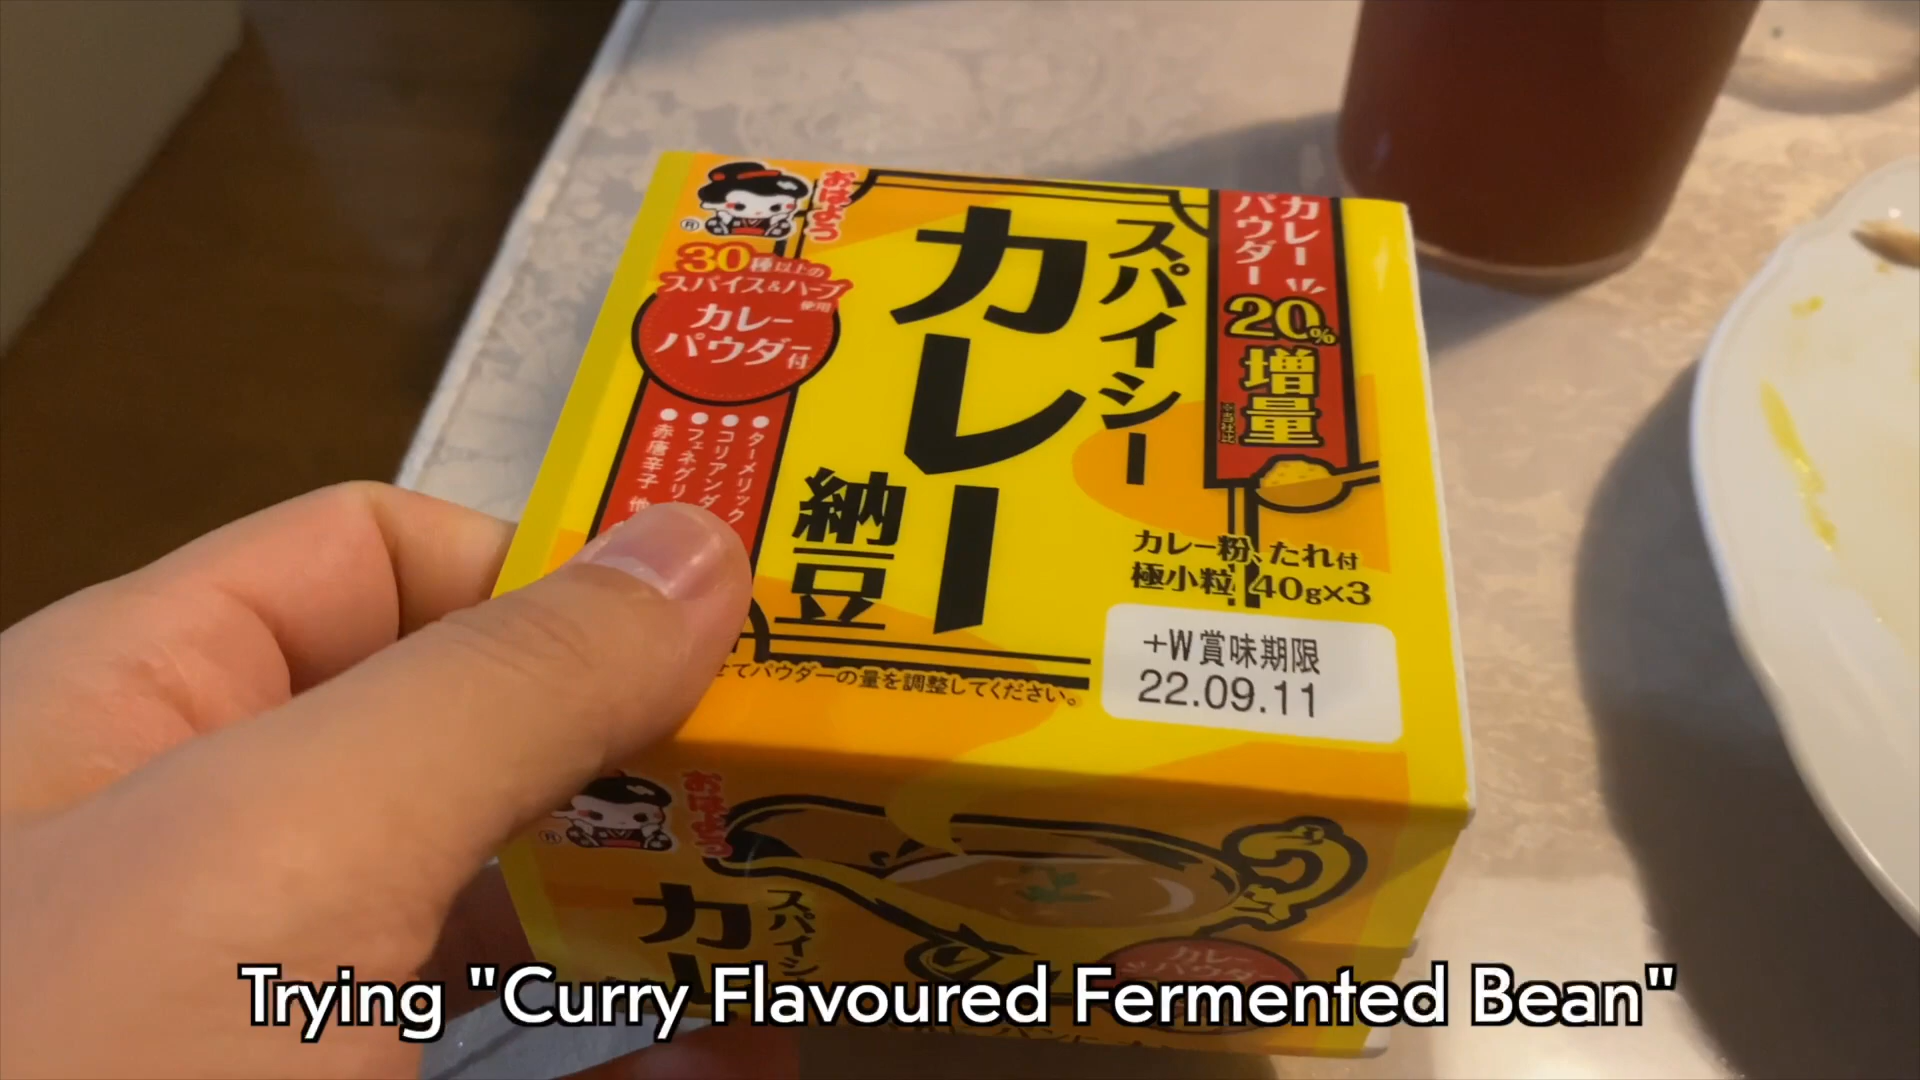 おはよう
®
30種以上の
スパイス&ハーブ
使用
カレー
パウダー付
●ターメリック
●コリアンダ
●フェネグリ
●赤唐辛子 他
スパイシー
カレー
納豆
カレー
パウダー
20%
増量
※当社比
カレー粉、たれ付
極小粒 40g×3
+W賞味期限
22.09.11
てパウダーの量を調整してください。
おはよう
®
スパイシ
カレ
カレー
パウダー
Trying "Curry Flavoured Fermented Bean"